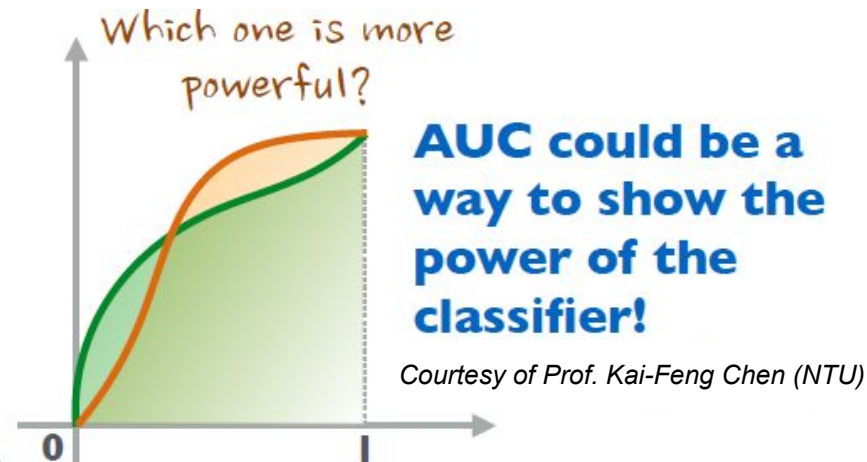 Which one is more
powerful?
AUC could be a
way to show the
power of the
classifier!
Courtesy of Prof. Kai-Feng Chen (NTU)
0
1